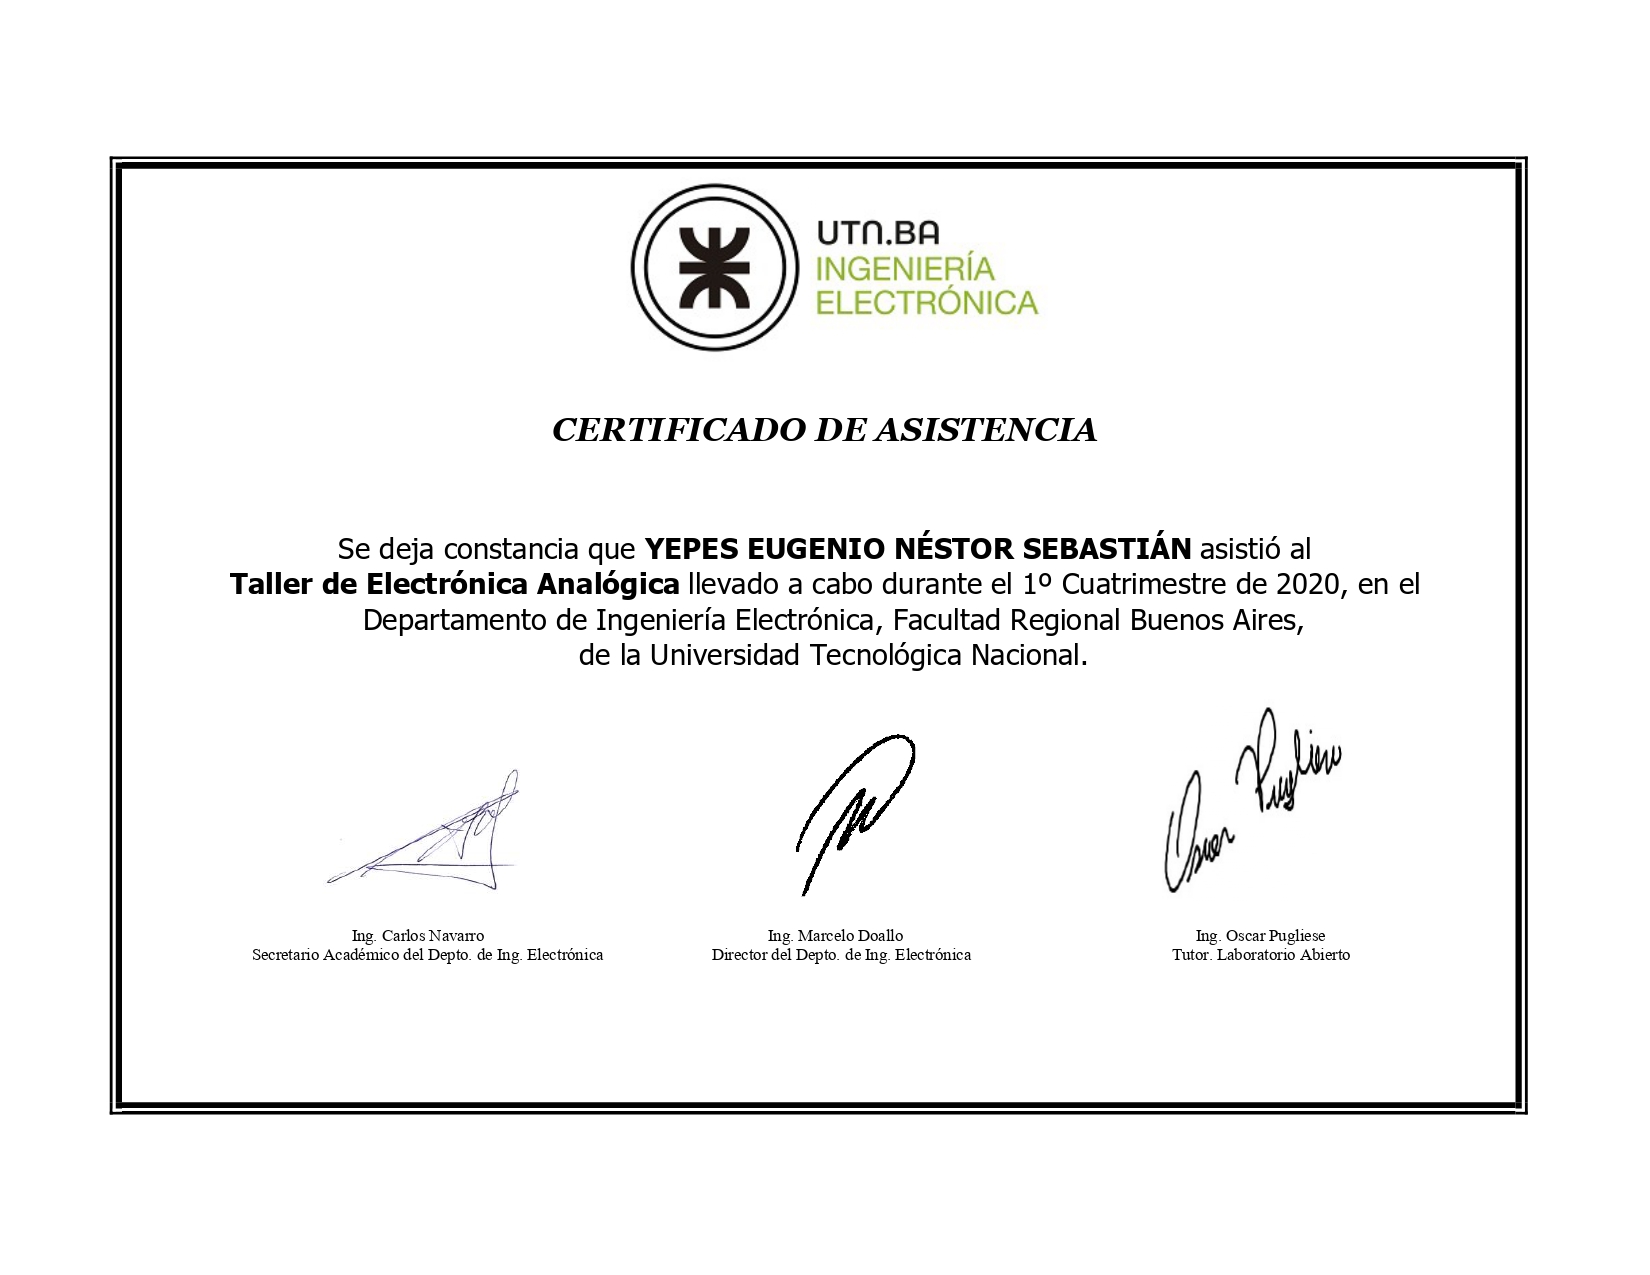 UTN.BA
INGENIERÍA
ELECTRÓNICA
CERTIFICADO DE ASISTENCIA
Se deja constancia que YEPES EUGENIO NÉSTOR SEBASTIÁN asistió al
Taller de Electrónica Analógica llevado a cabo durante el 1º Cuatrimestre de 2020, en el
Departamento de Ingeniería Electrónica, Facultad Regional Buenos Aires,
de la Universidad Tecnológica Nacional.
Oscar Pugliese
Ing. Carlos Navarro
Secretario Académico del Depto. de Ing. Electrónica
Ing. Marcelo Doallo
Director del Depto. de Ing. Electrónica
Ing. Oscar Pugliese
Tutor. Laboratorio Abierto